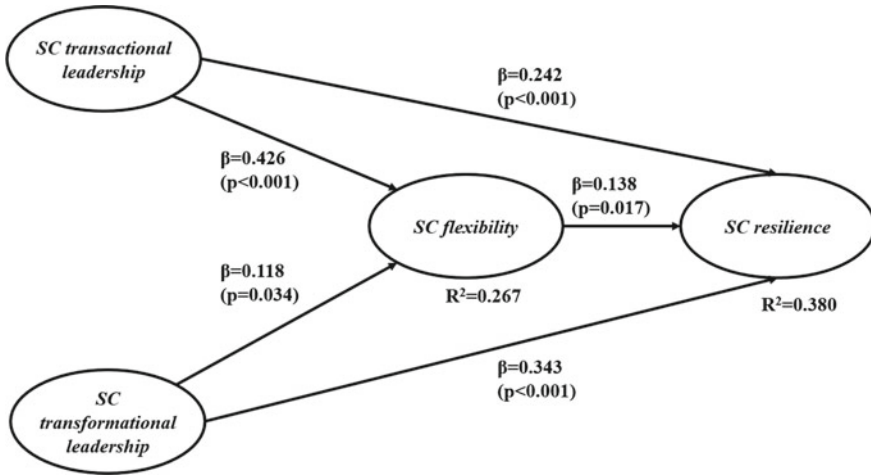 SC transactional
leadership
β=0.242
(p<0.001)
β=0.426
(p<0.001)
β=0.138
(p=0.017)
SC flexibility
SC resilience
β=0.118
(p=0.034)
R²=0.267
R²=0.380
β=0.343
(p<0.001)
SC
transformational
leadership